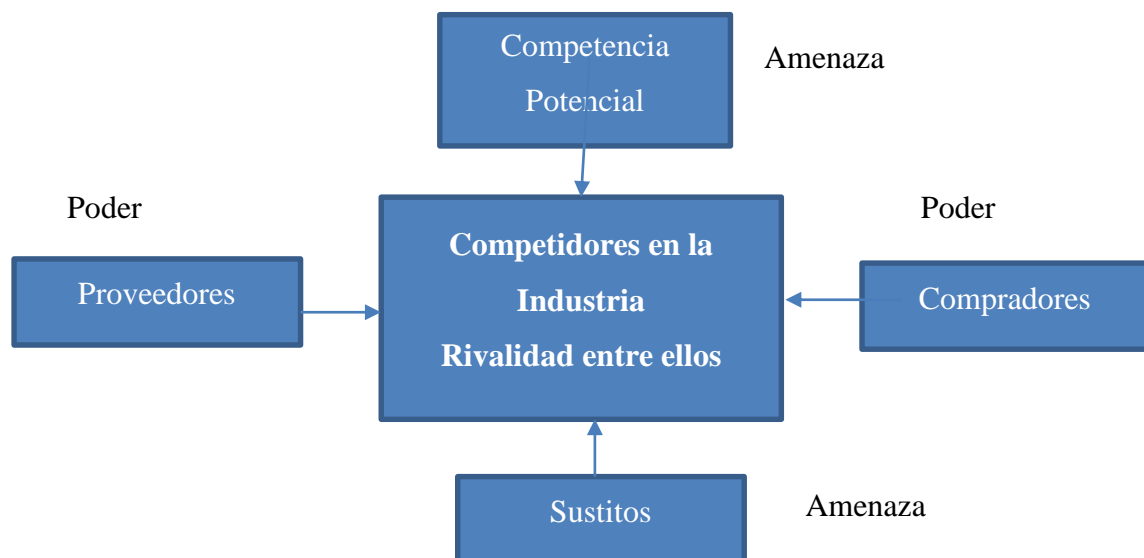 Competencia
Potencial
Amenaza
Poder
Poder
Proveedores
Competidores en la
Industria
Rivalidad entre ellos
Compradores
Sustitos
Amenaza